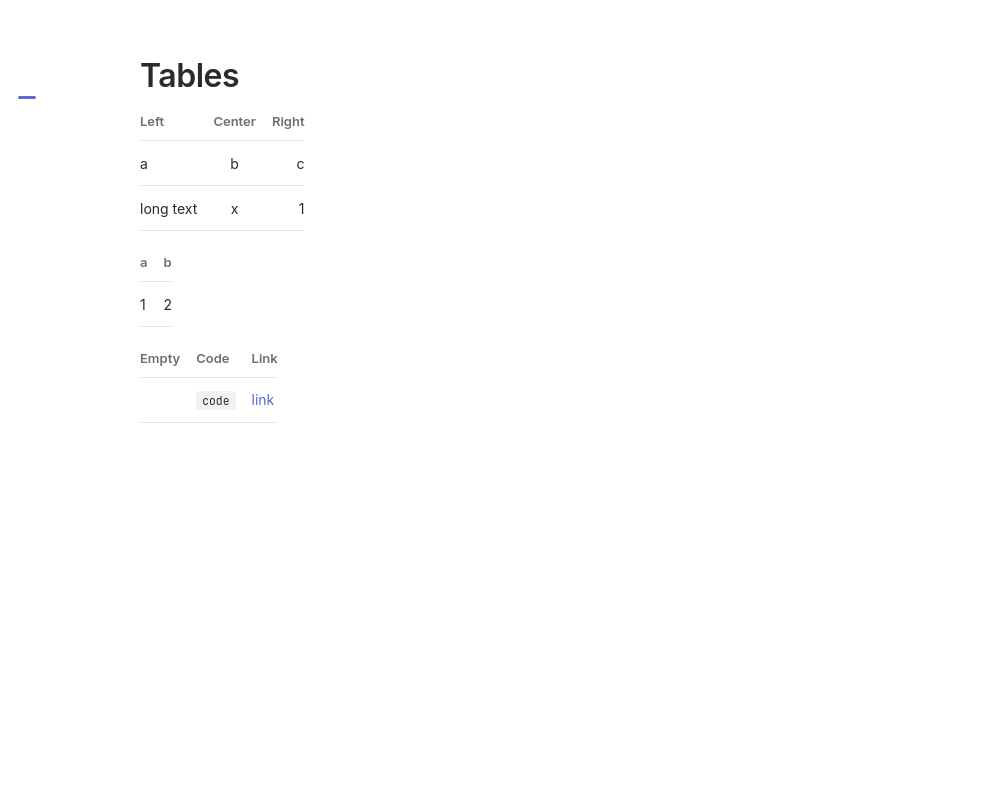 Tables
Left Center Right
a b c
long text x 1
a b
1 2
Empty Code Link
code link